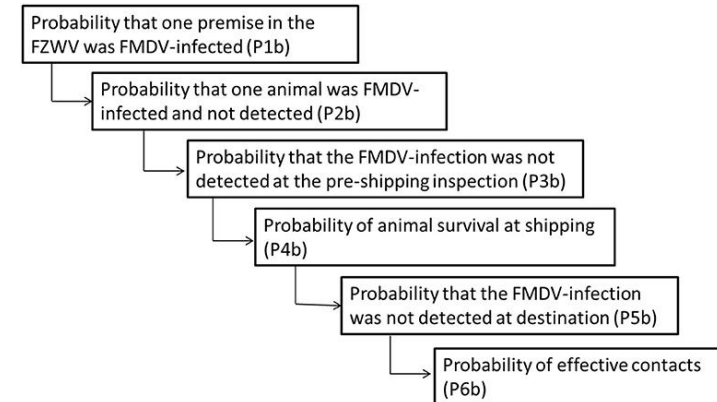 Probability that one premise in the
FZWV was FMDV-infected (P1b)
Probability that one animal was FMDV-
infected and not detected (P2b)
Probability that the FMDV-infection was not
detected at the pre-shipping inspection (P3b)
Probability of animal survival at shipping
(P4b)
Probability that the FMDV-infection
was not detected at destination (P5b)
Probability of effective contacts
(P6b)